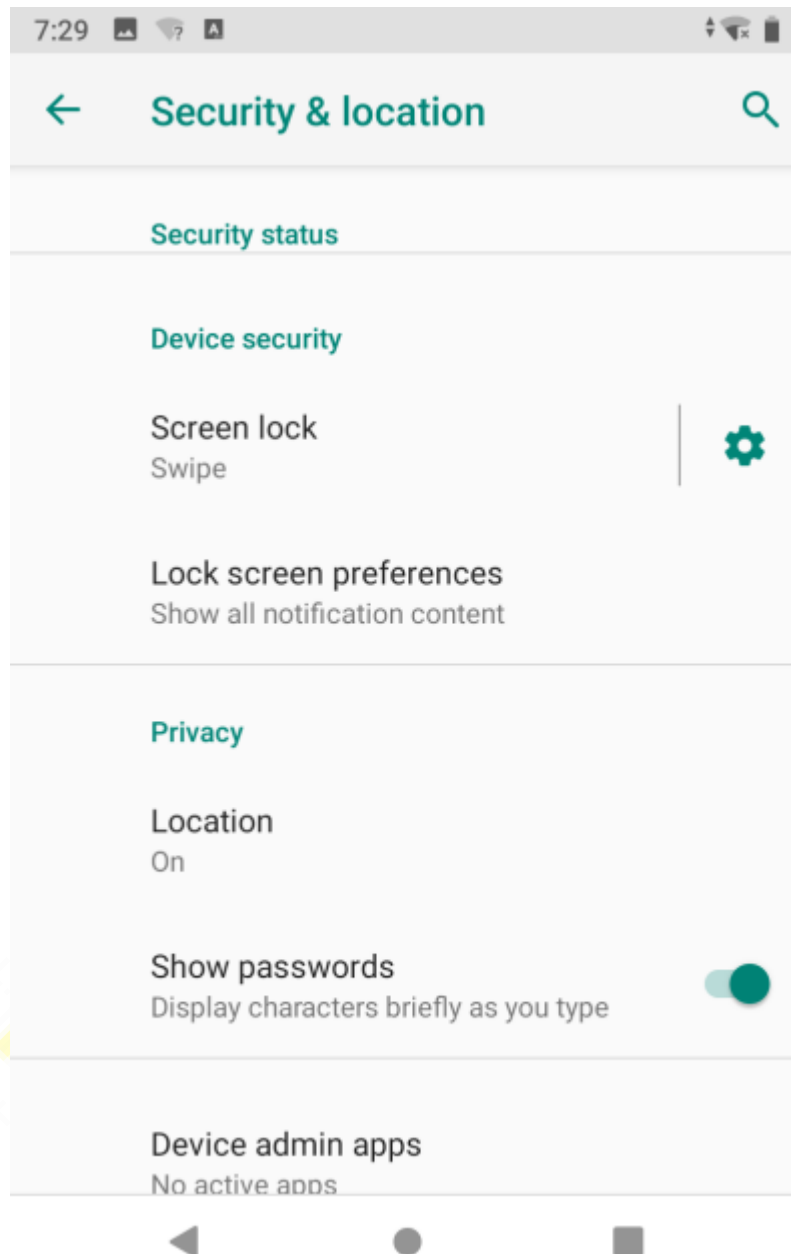 7:29
Security & location
Security status
Device security
Screen lock
Swipe
Lock screen preferences
Show all notification content
Privacy
Location
On
Show passwords
Display characters briefly as you type
Device admin apps
No active apps